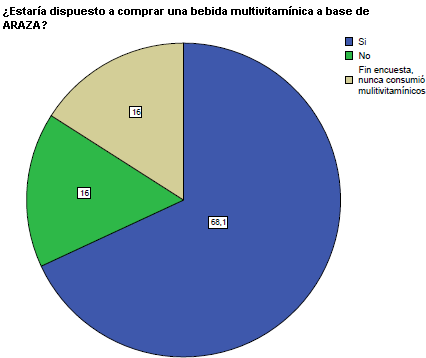 ¿Estaría dispuesto a comprar una bebida multivitamínica a base de
ARAZA?
Si
No
Fin encuesta,
nunca consumió
mulitivitamínicos
16
16
68,1